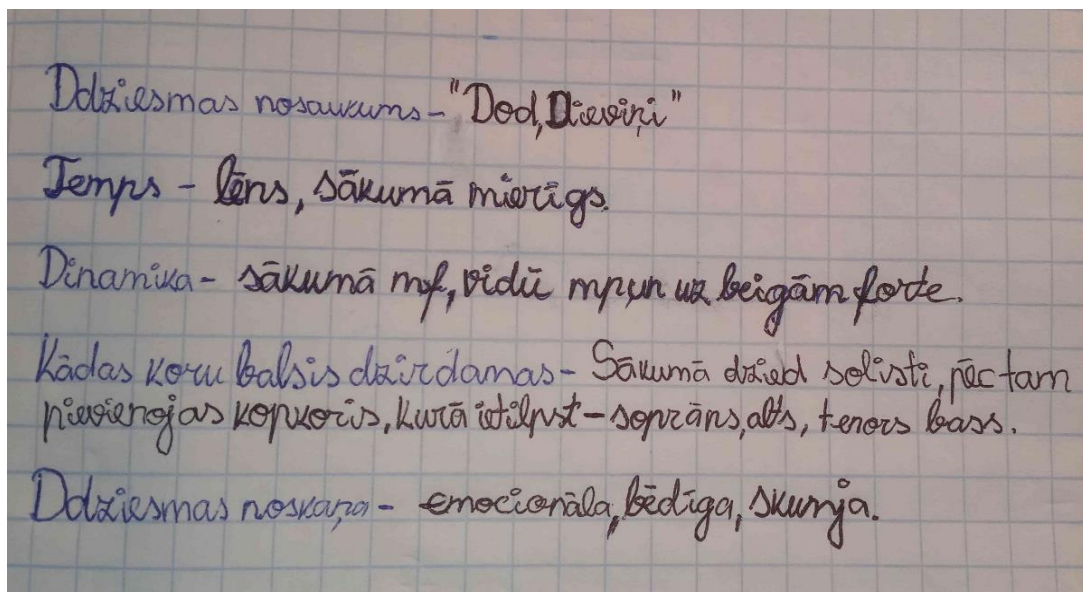 Ddziesmas nosaukums - "Dod, Dieviņi"
Temps - lēns, sākumā mierīgs.
Dinamika - sākumā mf, vidū mp, un uz beigām forte.
Kādas koru balsis dzirdamas - Sākumā dzied solisti, pēc tam
pievienojas kopkoris, kurā ietilpst - soprāns, alts, tenors bass.
Ddziesmas noskaņa - emocionāla, bēdīga, skumja.